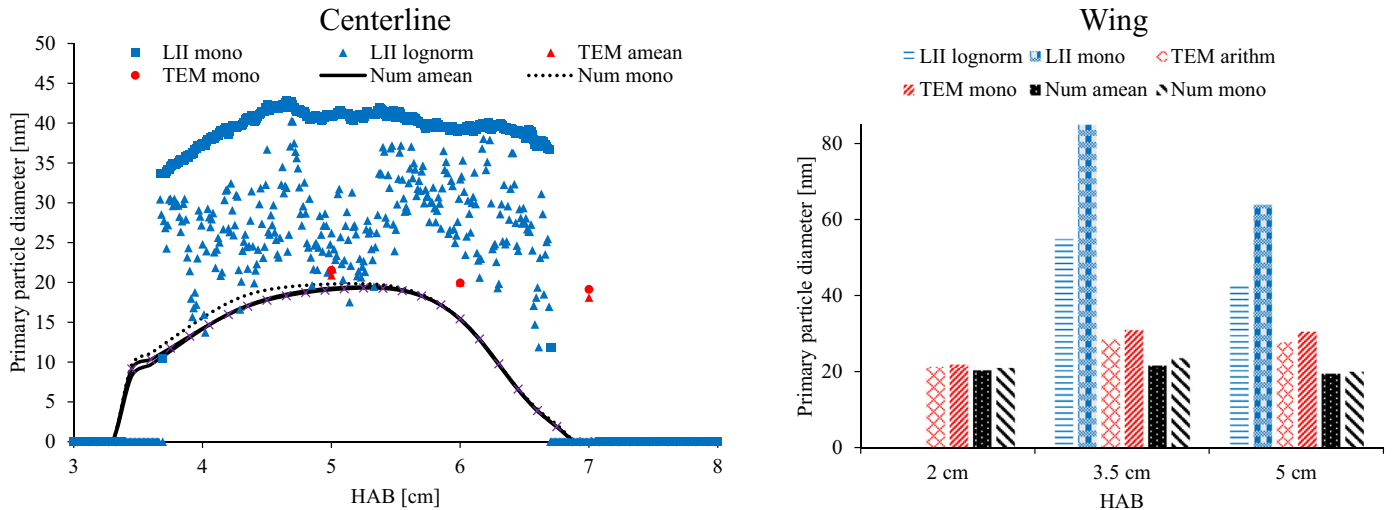 Centerline
LII mono LII lognorm TEM amean
TEM mono Num amean Num mono
50
45
40
35
30
25
20
15
10
5
0
Primary particle diameter [nm]
3 4 5 6 7 8
HAB [cm]
Wing
LII lognorm LII mono TEM arithm
TEM mono Num amean Num mono
80
60
40
20
0
Primary particle diameter [nm]
2 cm 3.5 cm 5 cm
HAB